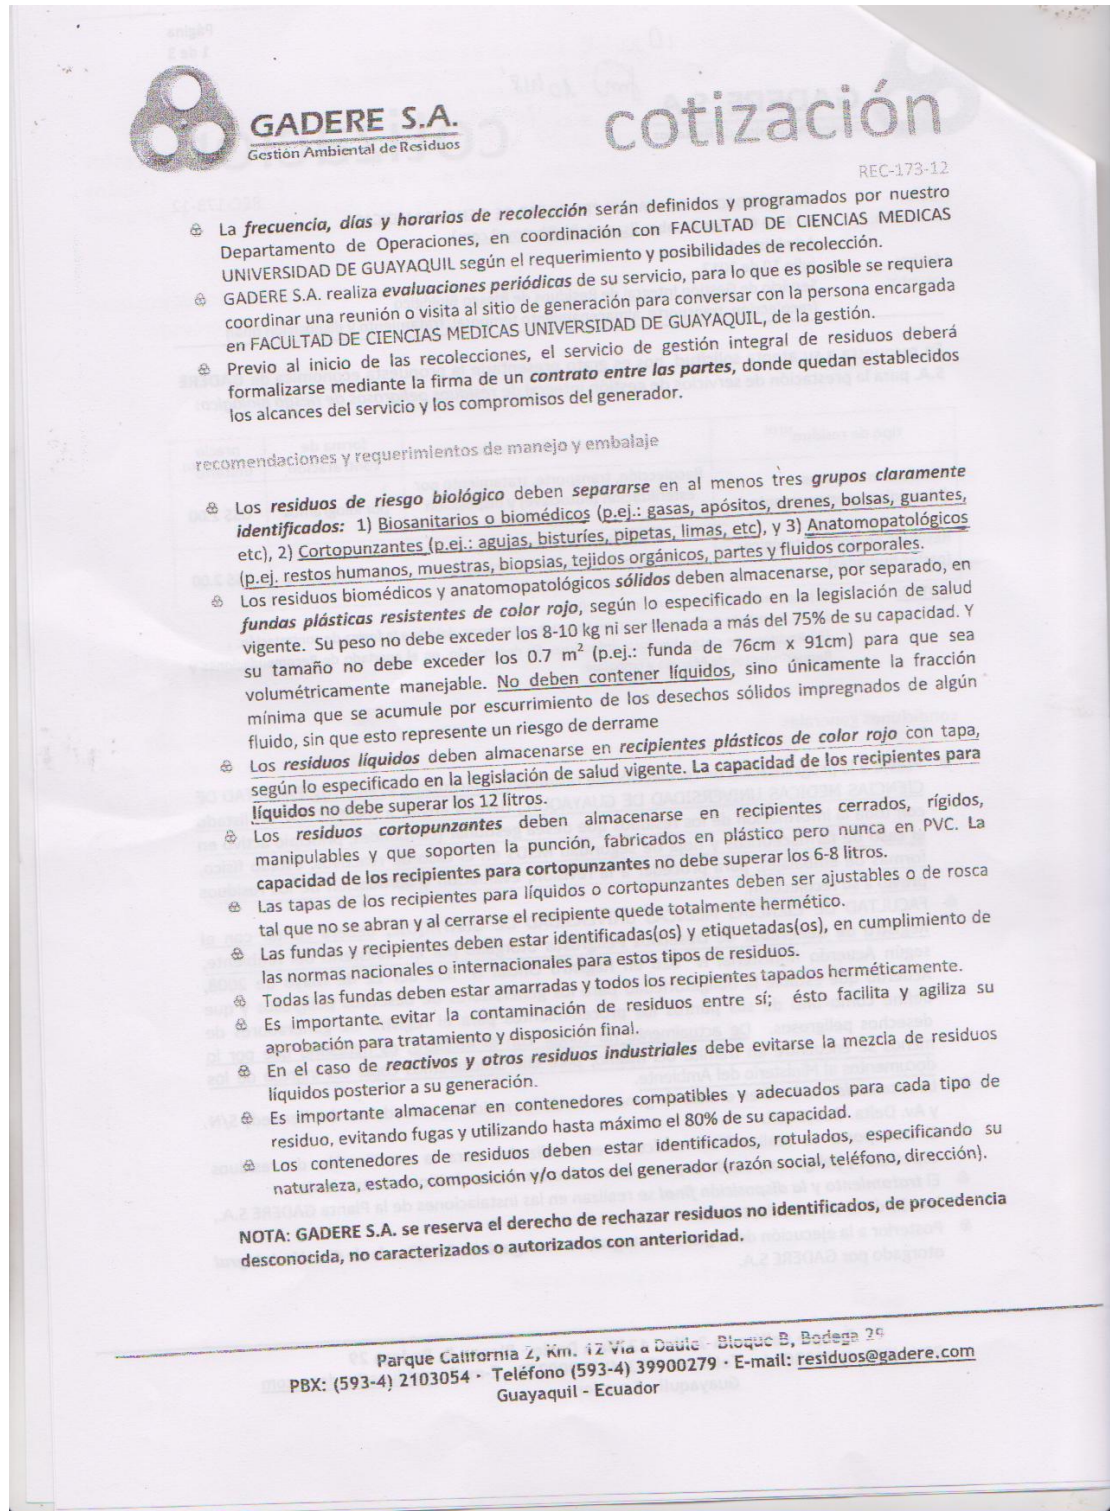 GADERE S.A.
Gestión Ambiental de Residuos
cotización
REC-173-12
La frecuencia, días y horarios de recolección serán definidos y programados por nuestro
Departamento de Operaciones, en coordinación con FACULTAD DE CIENCIAS MEDICAS
UNIVERSIDAD DE GUAYAQUIL según el requerimiento y posibilidades de recolección.
GADERE S.A. realiza evaluaciones periódicas de su servicio, para lo que es posible se requiera
coordinar una reunión o visita al sitio de generación para conversar con la persona encargada
en FACULTAD DE CIENCIAS MEDICAS UNIVERSIDAD DE GUAYAQUIL, de la gestión.
Previo al inicio de las recolecciones, el servicio de gestión integral de residuos deberá
formalizarse mediante la firma de un contrato entre las partes, donde quedan establecidos
los alcances del servicio y los compromisos del generador.
recomendaciones y requerimientos de manejo y embalaje
Los residuos de riesgo biológico deben separarse en al menos tres grupos claramente
identificados: 1) Biosanitarios o biomédicos (p.ej.: gasas, apósitos, drenes, bolsas, guantes,
etc), 2) Cortopunzantes (p.ej.: agujas, bisturíes, pipetas, limas, etc), y 3) Anatomopatológicos
(p.ej. restos humanos, muestras, biopsias, tejidos orgánicos, partes y fluidos corporales.
Los residuos biomédicos y anatomopatológicos sólidos deben almacenarse, por separado, en
fundas plásticas resistentes de color rojo, según lo especificado en la legislación de salud
vigente. Su peso no debe exceder los 8-10 kg ni ser llenada a más del 75% de su capacidad. Y
su tamaño no debe exceder los 0.7 m² (p.ej.: funda de 76cm x 91cm) para que sea
volumétricamente manejable. No deben contener líquidos, sino únicamente la fracción
mínima que se acumule por escurrimiento de los desechos sólidos impregnados de algún
fluido, sin que esto represente un riesgo de derrame
Los residuos líquidos deben almacenarse en recipientes plásticos de color rojo con tapa,
según lo especificado en la legislación de salud vigente. La capacidad de los recipientes para
líquidos no debe superar los 12 litros.
Los residuos cortopunzantes deben almacenarse en recipientes cerrados, rígidos,
manipulables y que soporten la punción, fabricados en plástico pero nunca en PVC. La
capacidad de los recipientes para cortopunzantes no debe superar los 6-8 litros.
Las tapas de los recipientes para líquidos o cortopunzantes deben ser ajustables o de rosca
tal que no se abran y al cerrarse el recipiente quede totalmente hermético.
Las fundas y recipientes deben estar identificadas(os) y etiquetadas(os), en cumplimiento de
las normas nacionales o internacionales para estos tipos de residuos.
Todas las fundas deben estar amarradas y todos los recipientes tapados herméticamente.
Es importante evitar la contaminación de residuos entre sí; ésto facilita y agiliza su
aprobación para tratamiento y disposición final.
En el caso de reactivos y otros residuos industriales debe evitarse la mezcla de residuos
líquidos posterior a su generación.
Es importante almacenar en contenedores compatibles y adecuados para cada tipo de
residuo, evitando fugas y utilizando hasta máximo el 80% de su capacidad.
Los contenedores de residuos deben estar identificados, rotulados, especificando su
naturaleza, estado, composición y/o datos del generador (razón social, teléfono, dirección).
NOTA: GADERE S.A. se reserva el derecho de rechazar residuos no identificados, de procedencia
desconocida, no caracterizados o autorizados con anterioridad.
Parque California 2, Km. 12 Vía a Daule - Bloque B, Bodega 29
PBX: (593-4) 2103054 · Teléfono (593-4) 39900279 · E-mail: residuos@gadere.com
Guayaquil - Ecuador